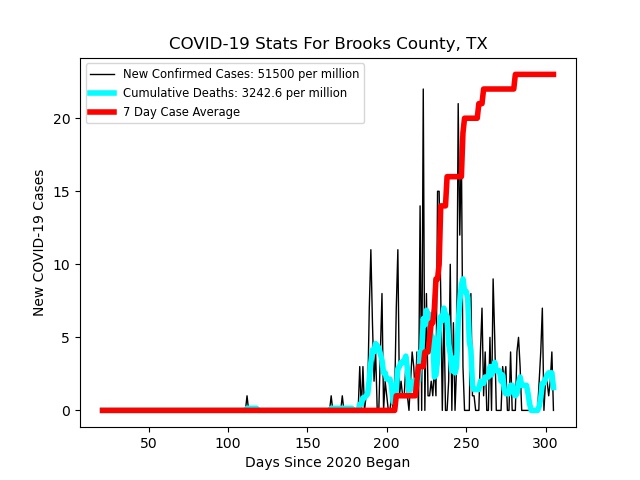 COVID-19 Stats For Brooks County, TX
New Confirmed Cases: 51500 per million
Cumulative Deaths: 3242.6 per million
7 Day Case Average
New COVID-19 Cases
20
15
10
5
0
50 100 150 200 250 300
Days Since 2020 Began